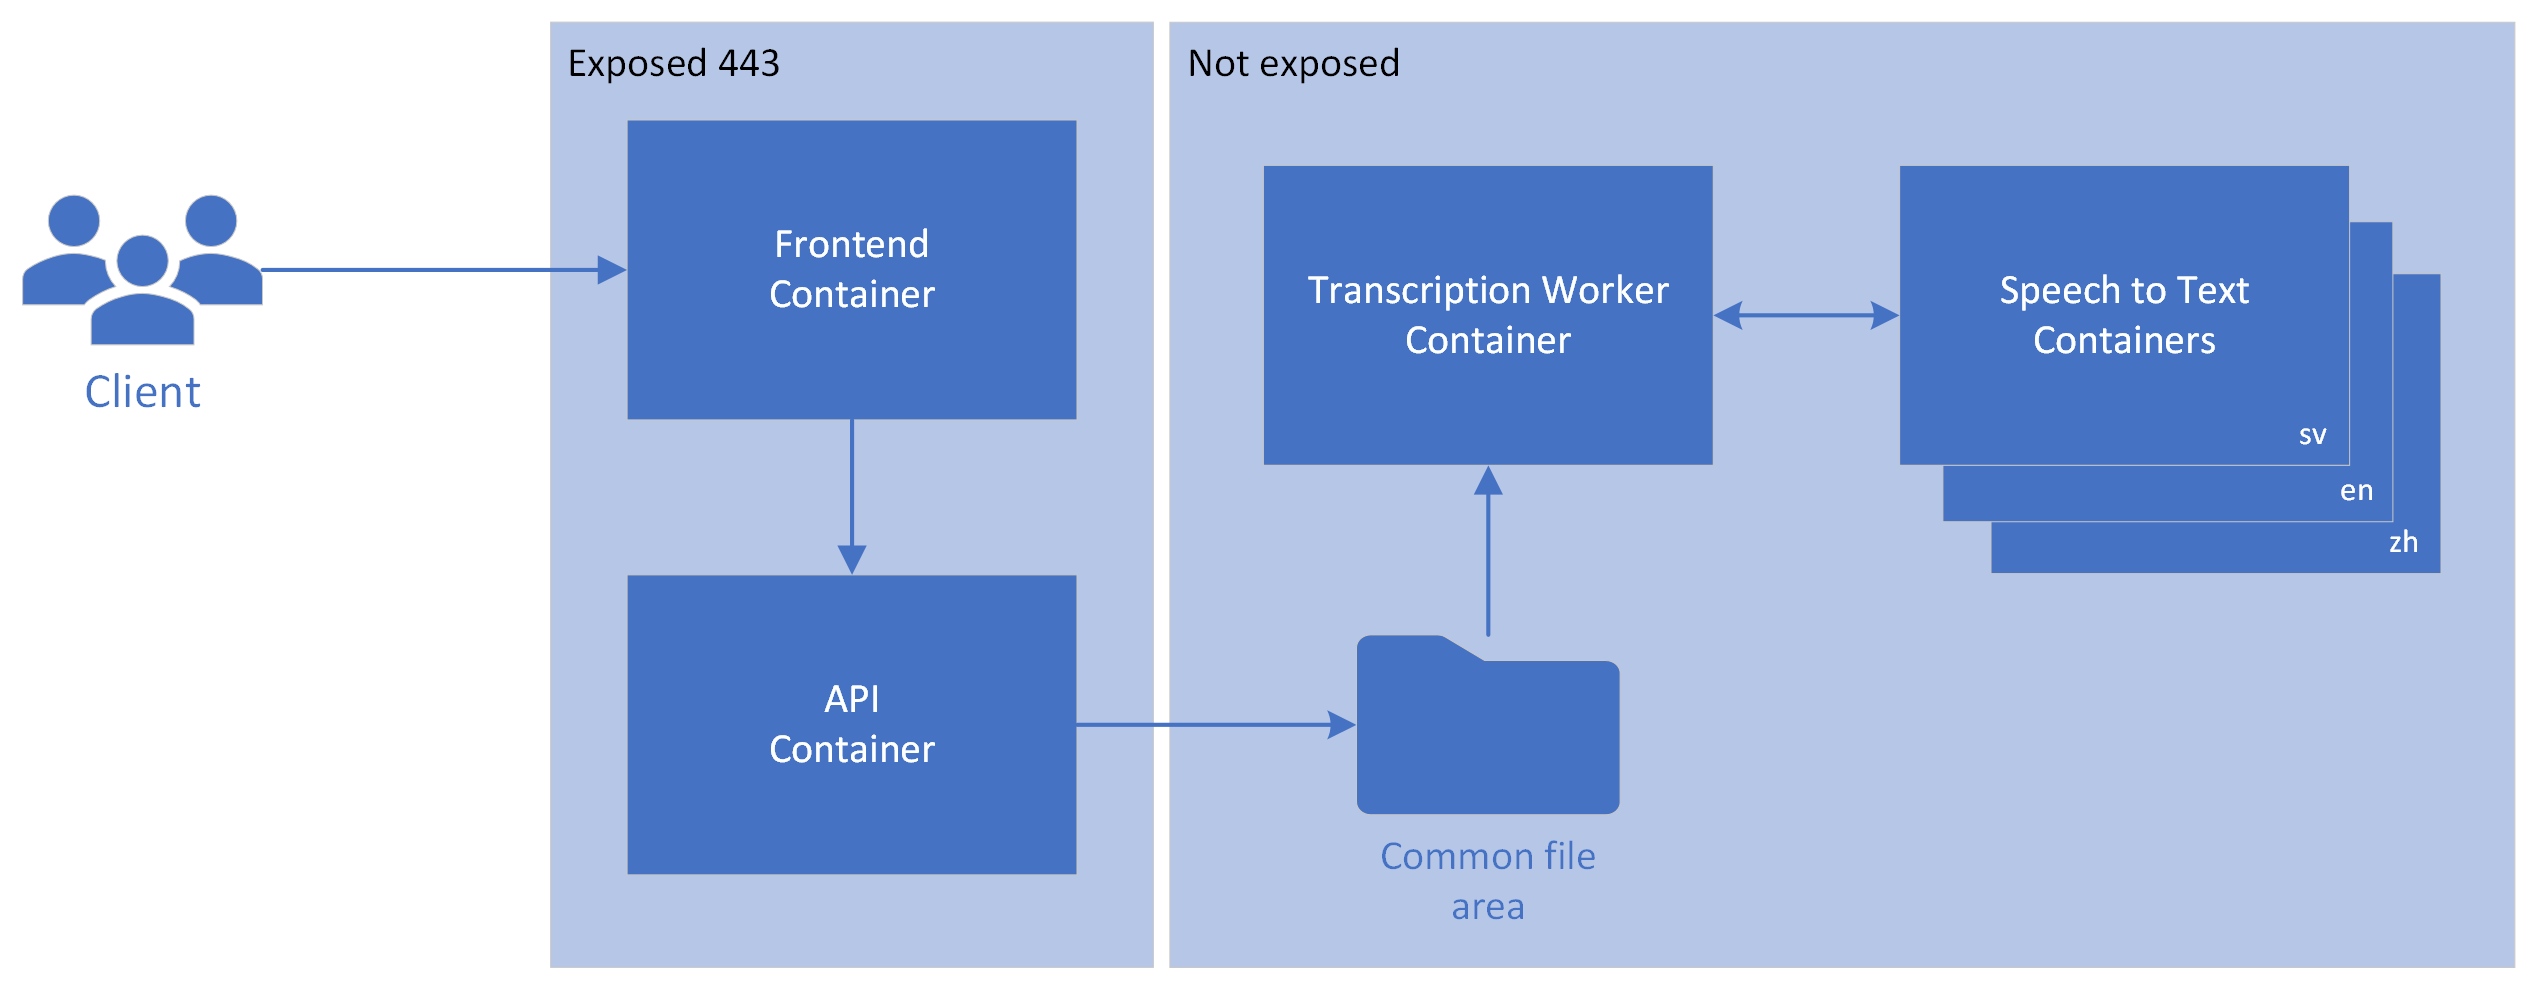 Exposed 443
Not exposed
Client
Frontend
Container
API
Container
Transcription Worker
Container
Speech to Text
Containers
sv
en
zh
Common file
area